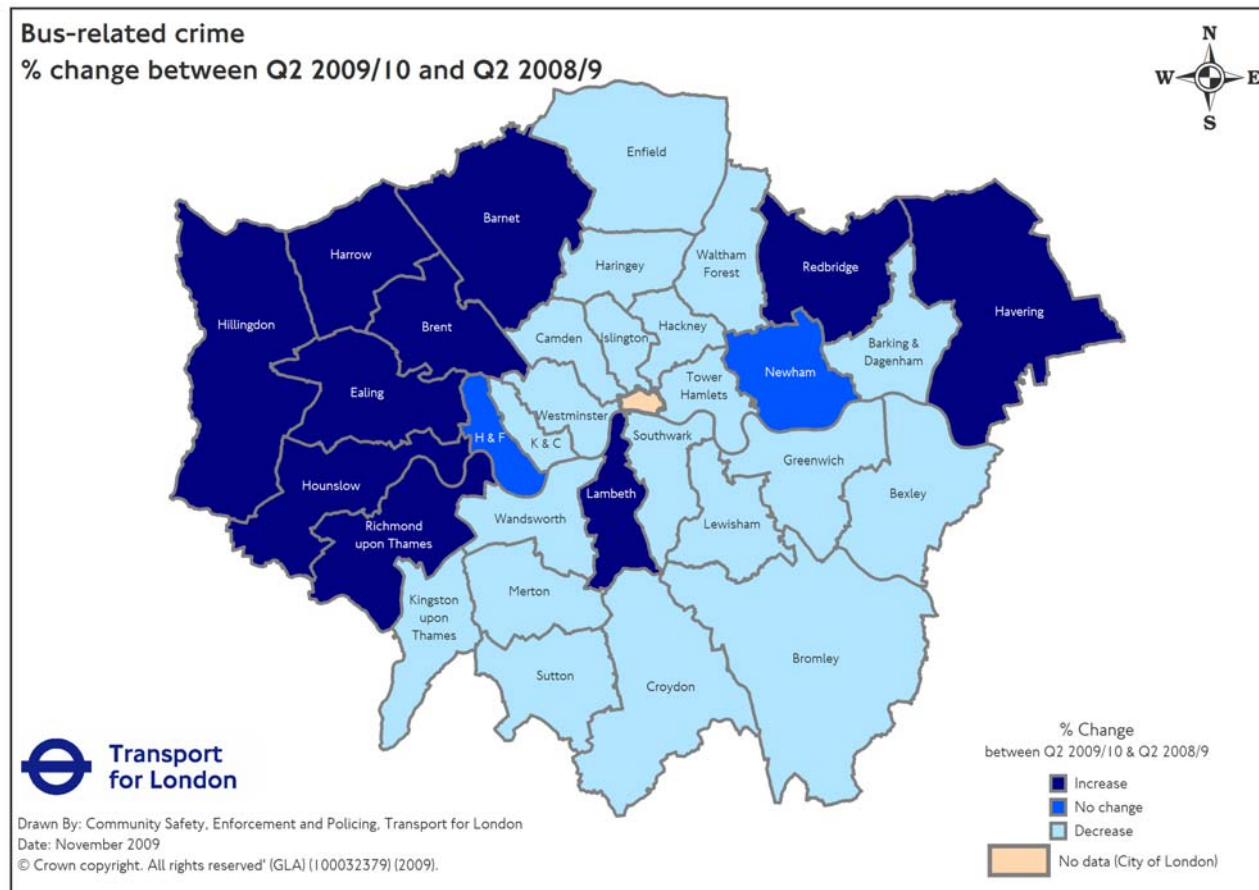 Bus-related crime
% change between Q2 2009/10 and Q2 2008/9
N
W
E
S
Enfield
Barnet
Harrow
Haringey
Waltham
Forest
Redbridge
Havering
Hillingdon
Brent
Camden
Islington
Hackney
Barking &
Dagenham
Ealing
Newham
Tower
Hamlets
Westminster
H & F
K & C
Southwark
Greenwich
Hounslow
Lambeth
Bexley
Richmond
upon Thames
Wandsworth
Lewisham
Kingston
upon
Thames
Merton
Bromley
Sutton
Croydon
Transport
for London
% Change
between Q2 2009/10 & Q2 2008/9
Increase
No change
Decrease
No data (City of London)
Drawn By: Community Safety, Enforcement and Policing, Transport for London
Date: November 2009
© Crown copyright. All rights reserved' (GLA) (100032379) (2009).